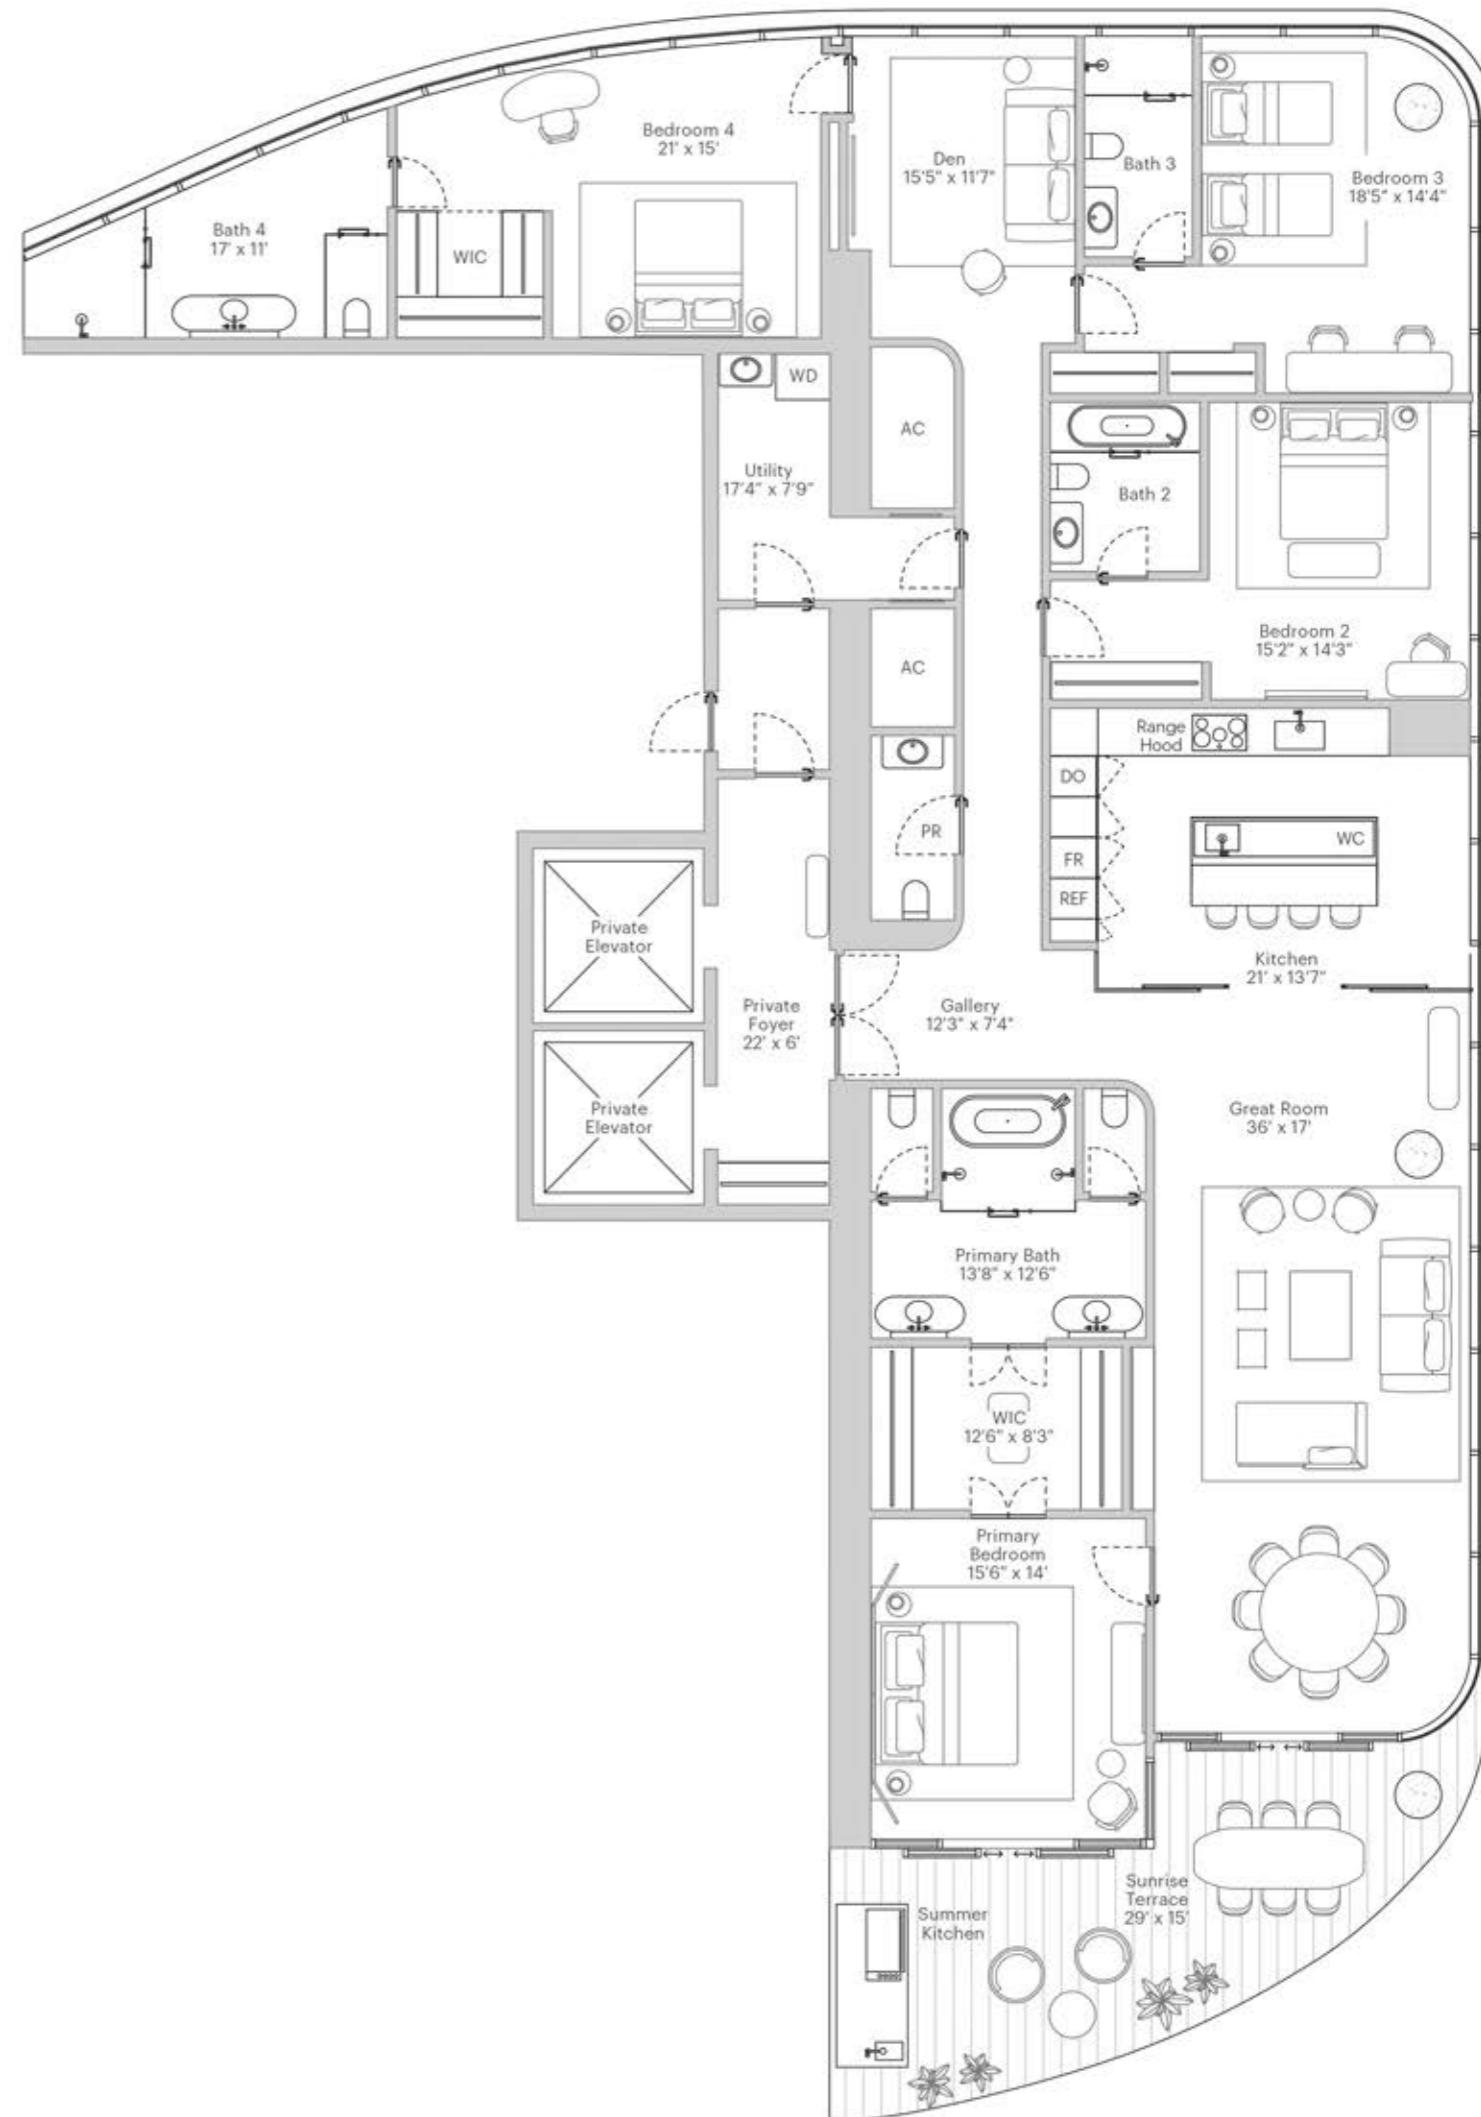 Bedroom 4
21' x 15'
Den
15'5" x 11'7"
Bath 3
Bedroom 3
18'5" x 14'4"
Bath 4
17' x 11'
WIC
WD
AC
Utility
17'4" x 7'9"
Bath 2
Bedroom 2
15'2" x 14'3"
AC
Range
Hood
DO
PR
WC
FR
REF
Private
Elevator
Kitchen
21' x 13'7"
Private
Foyer
22' x 6'
Gallery
12'3" x 7'4"
Private
Elevator
Great Room
36' x 17'
Primary Bath
13'8" x 12'6"
WIC
12'6" x 8'3"
Primary
Bedroom
15'6" x 14'
Sunrise
Terrace
29' x 15'
Summer
Kitchen